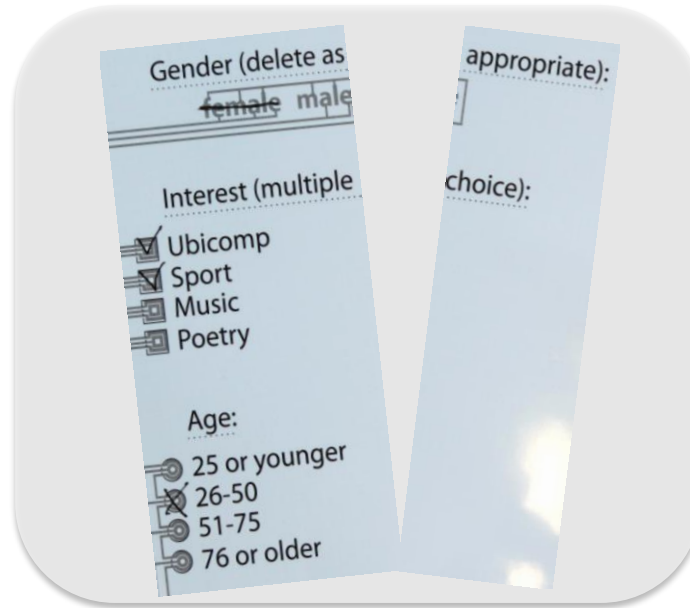 Gender (delete as appropriate):
female male
Interest (multiple choice):
Ubicomp
Sport
Music
Poetry
Age:
25 or younger
26-50
51-75
76 or older